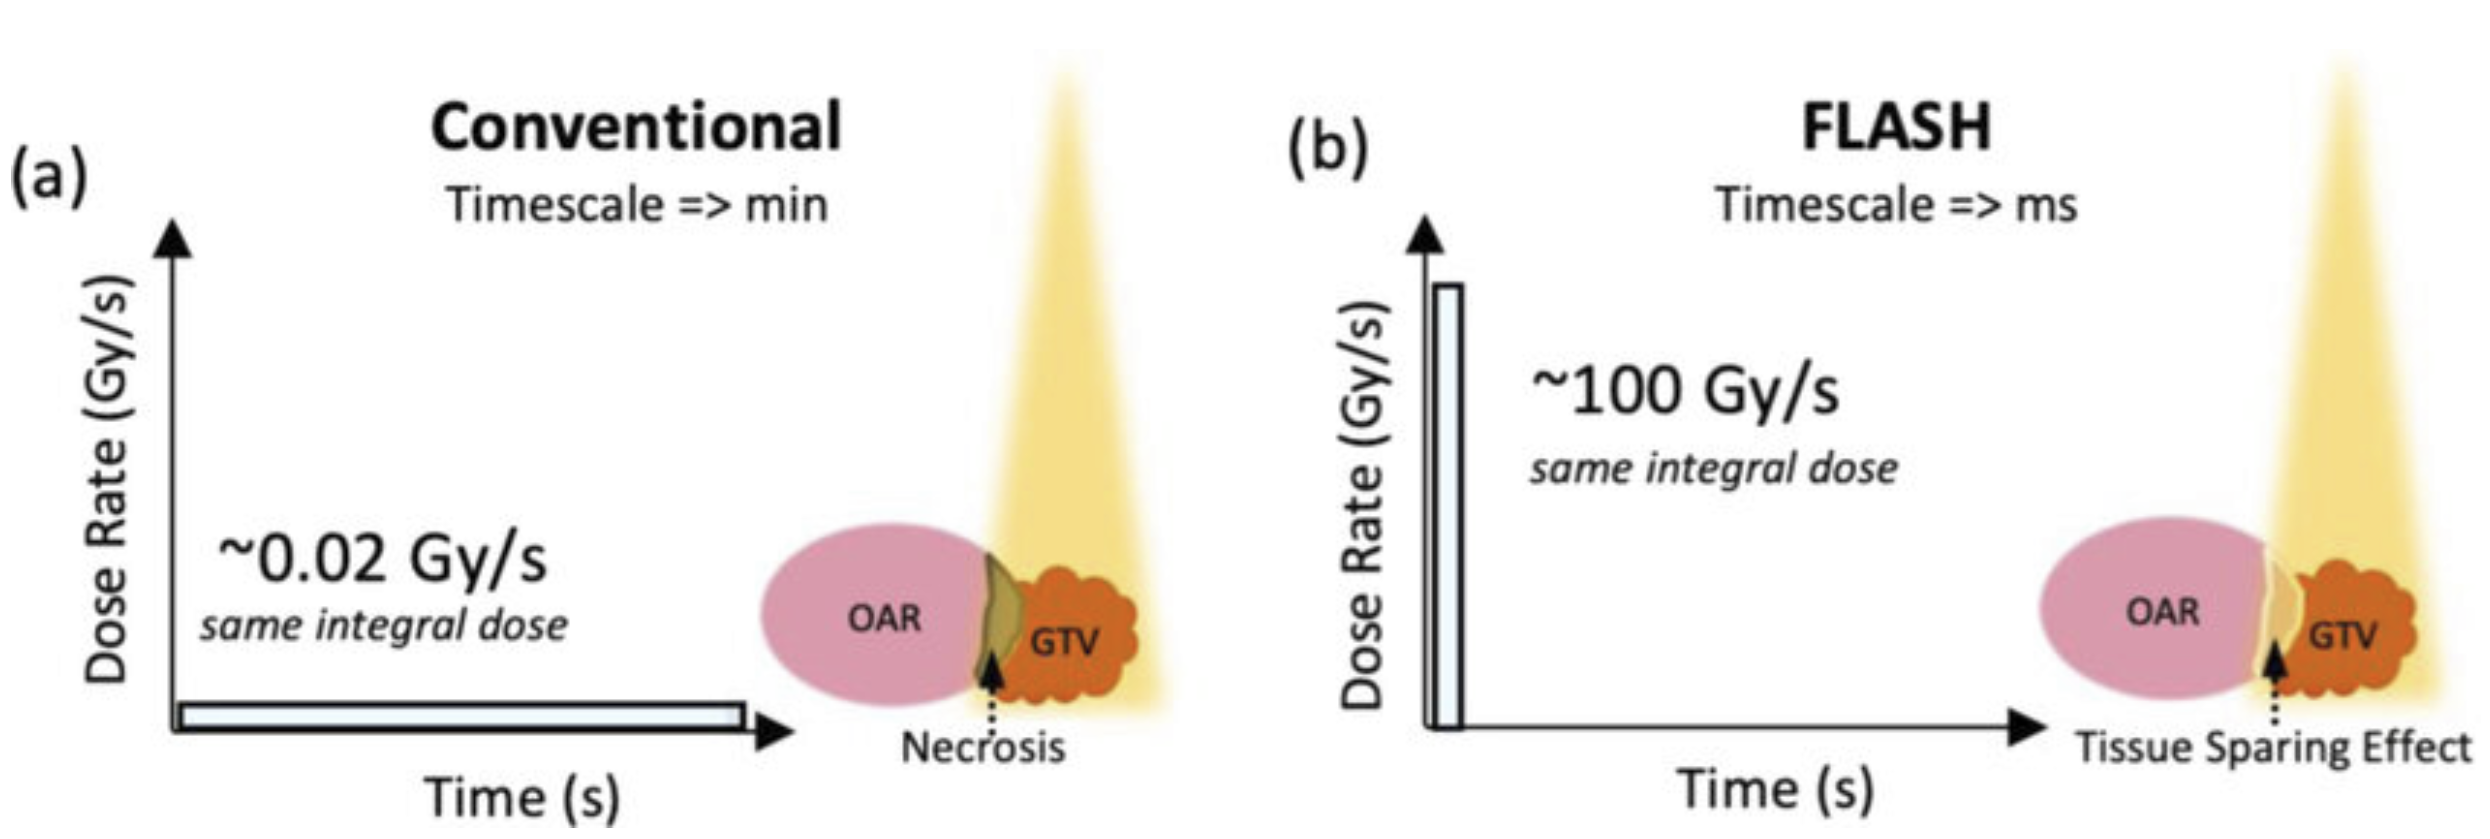 (a)
Conventional
Timescale => min
Dose Rate (Gy/s)
~0.02 Gy/s
same integral dose
OAR
GTV
Necrosis
Time (s)
(b)
FLASH
Timescale => ms
Dose Rate (Gy/s)
~100 Gy/s
same integral dose
OAR
GTV
Tissue Sparing Effect
Time (s)